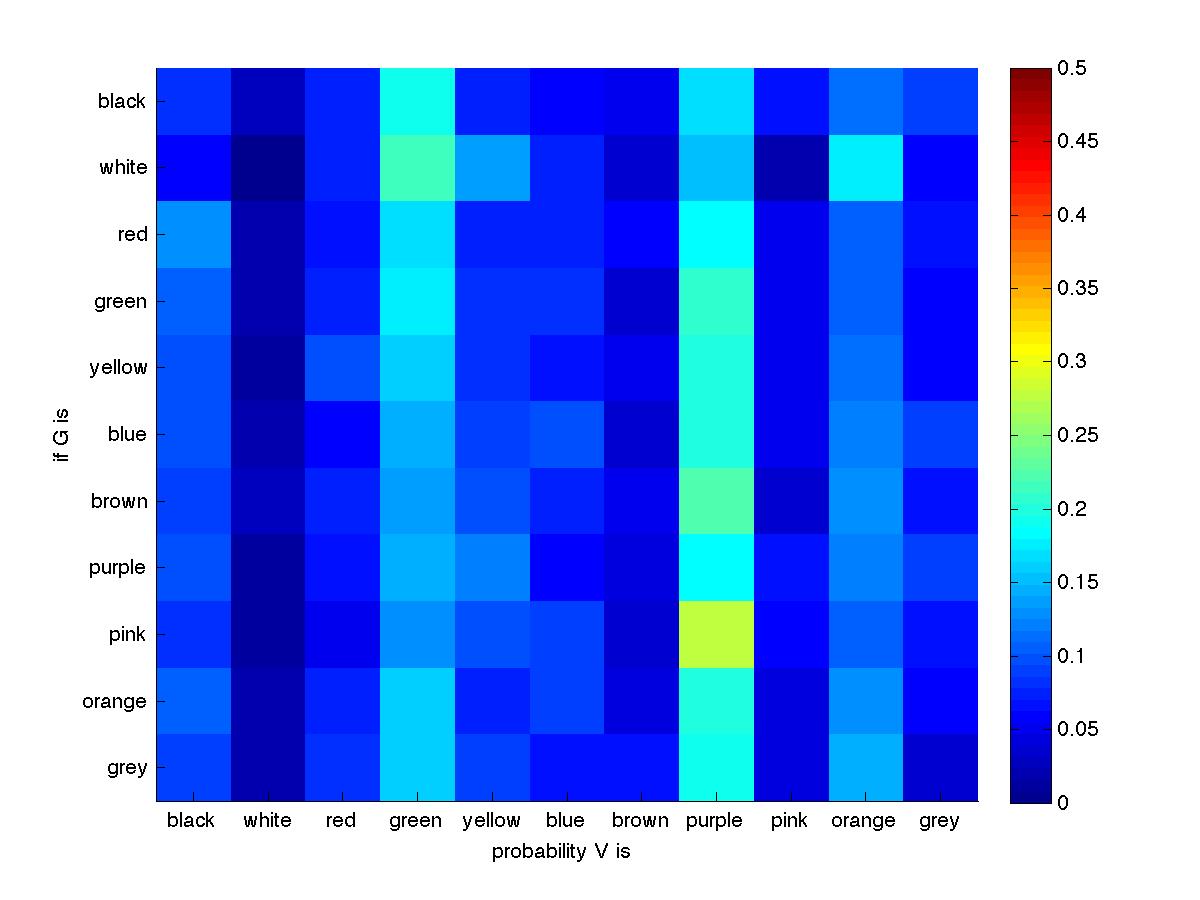 black
white
red
green
yellow
blue
brown
purple
pink
orange
grey
if G is
black white red green yellow blue brown purple pink orange grey
probability V is
0.5
0.45
0.4
0.35
0.3
0.25
0.2
0.15
0.1
0.05
0